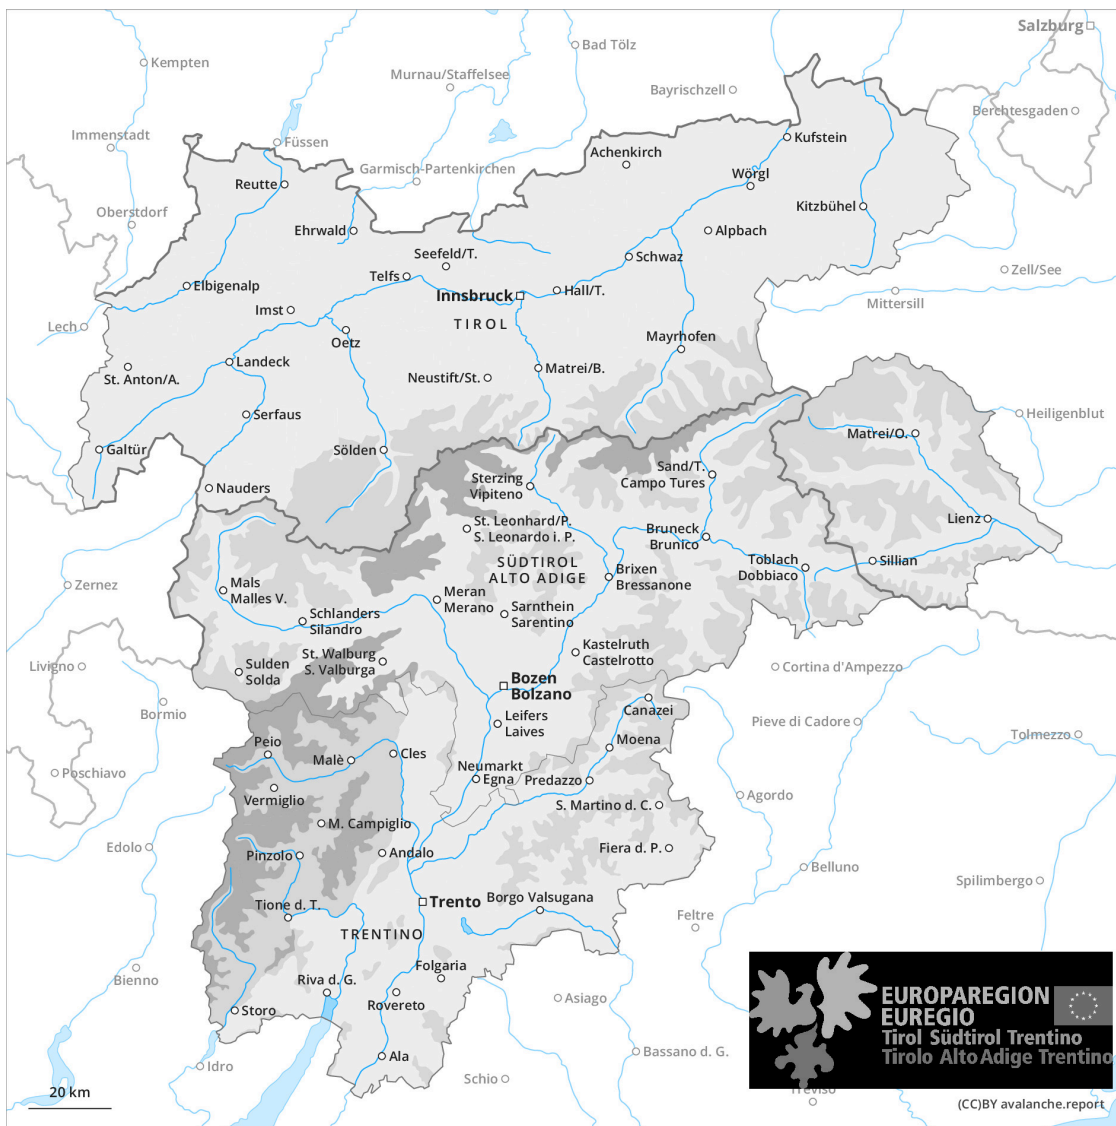 Salzburg
Bad Tölz
Kempten
Murnau/Staffelsee
Bayrischzell
Berchtesgaden
Immenstadt
Füssen
Kufstein
Achenkirch
Garmisch-Partenkirchen
Wörgl
Reutte
Oberstdorf
Kitzbühel
Ehrwald
Alpbach
Seefeld/T.
Schwaz
Telfs
Zell/See
Elbigenalp
Innsbruck
Hall/T.
Mittersill
Imst
TIROL
Lech
Oetz
Mayrhofen
Landeck
Matrei/B.
St. Anton/A.
Neustift/St.
Serfaus
Heiligenblut
Matrei/O.
Galtür
Sölden
Sterzing
Vipiteno
Sand/T.
Campo Tures
Nauders
St. Leonhard/P.
S. Leonardo i. P.
Lienz
Bruneck
Brunico
SÜDTIROL
ALTO ADIGE
Toblach
Dobbiaco
Sillian
Brixen
Bressanone
Zernez
Mals
Malles V.
Meran
Merano
Schlanders
Silandro
Sarnthein
Sarentino
St. Walburg
S. Valburga
Kastelruth
Castelrotto
Livigno
Sulden
Solda
Cortina d'Ampezzo
Bozen
Bolzano
Bormio
Canazei
Leifers
Laives
Pieve di Cadore
Tolmezzo
Peio
Malè
Cles
Moena
Poschiavo
Neumarkt
Egna
Predazzo
Vermiglio
S. Martino d. C.
Agordo
M. Campiglio
Edolo
Pinzolo
Andalo
Fiera d. P.
Belluno
Spilimbergo
Tione d. T.
Trento
Borgo Valsugana
Feltre
TRENTINO
Bienno
Riva d. G.
Folgaria
Storo
Rovereto
Asiago
EUROPAREGION
EUREGIO
Tirol Südtirol Trentino
Tirolo Alto Adige Trentino
Ala
Bassano d. G.
Idro
Schio
Treviso
20 km
(CC)BY avalanche.report